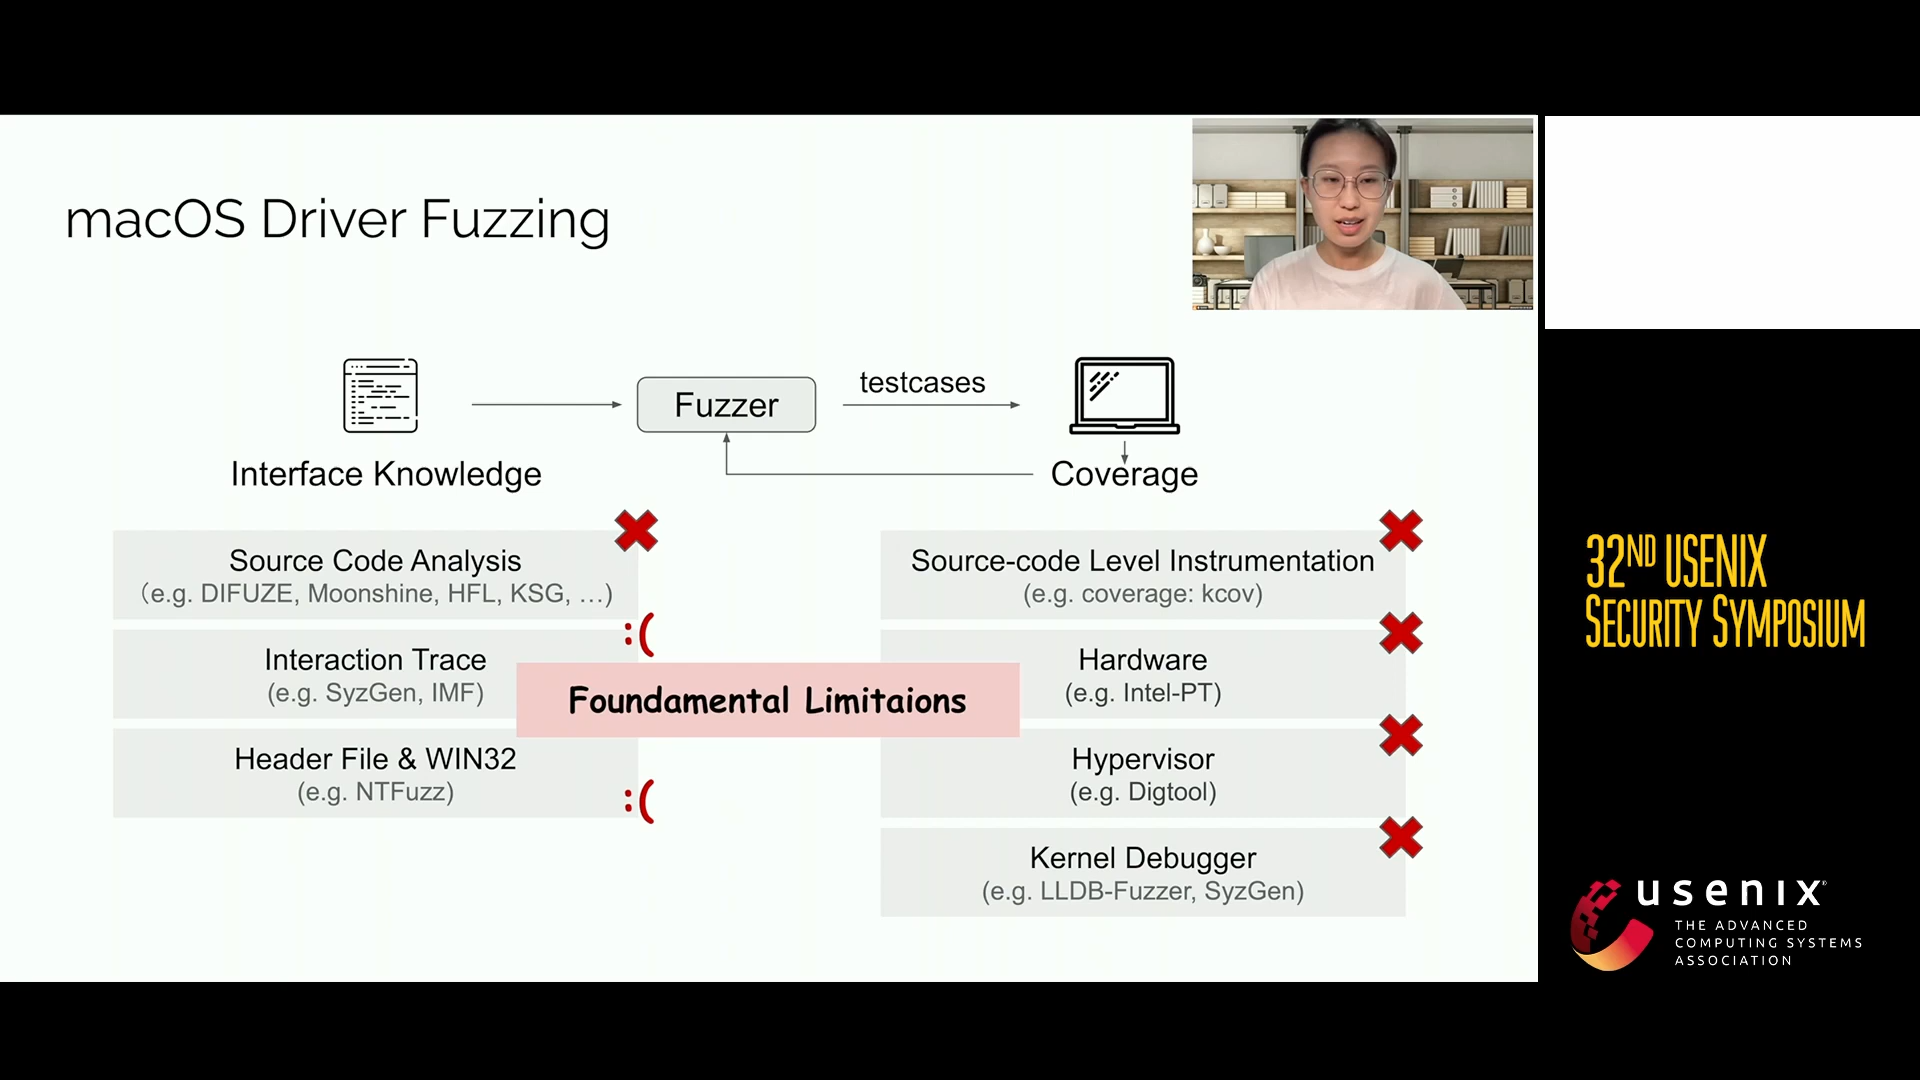 macOS Driver Fuzzing
Fuzzer
testcases
Interface Knowledge
Coverage
Source Code Analysis
(e.g. DIFUZE, Moonshine, HFL, KSG, …)
:(
Interaction Trace
(e.g. SyzGen, IMF)
Header File & WIN32
(e.g. NTFuzz)
:(
Foundamental Limitaions
Source-code Level Instrumentation
(e.g. coverage: kcov)
Hardware
(e.g. Intel-PT)
Hypervisor
(e.g. Digtool)
Kernel Debugger
(e.g. LLDB-Fuzzer, SyzGen)
32ND USENIX
SECURITY SYMPOSIUM
usenix
THE ADVANCED
COMPUTING SYSTEMS
ASSOCIATION